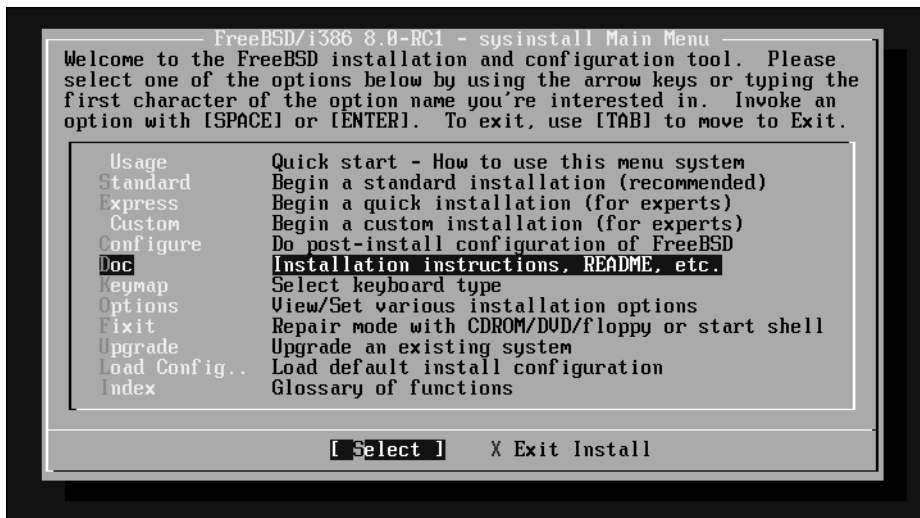 FreeBSD/i386 8.0-RC1 - sysinstall Main Menu
Welcome to the FreeBSD installation and configuration tool.  Please
select one of the options below by using the arrow keys or typing the
first character of the option name you're interested in.  Invoke an
option with [SPACE] or [ENTER].  To exit, use [TAB] to move to Exit.
Usage Quick start - How to use this menu system
Standard Begin a standard installation (recommended)
Express Begin a quick installation (for experts)
Custom Begin a custom installation (for experts)
Configure Do post-install configuration of FreeBSD
Doc Installation instructions, README, etc.
Keymap Select keyboard type
Options View/Set various installation options
Fixit Repair mode with CDROM/DVD/floppy or start shell
Upgrade Upgrade an existing system
Load Config.. Load default install configuration
Index Glossary of functions
[ Select ] X Exit Install